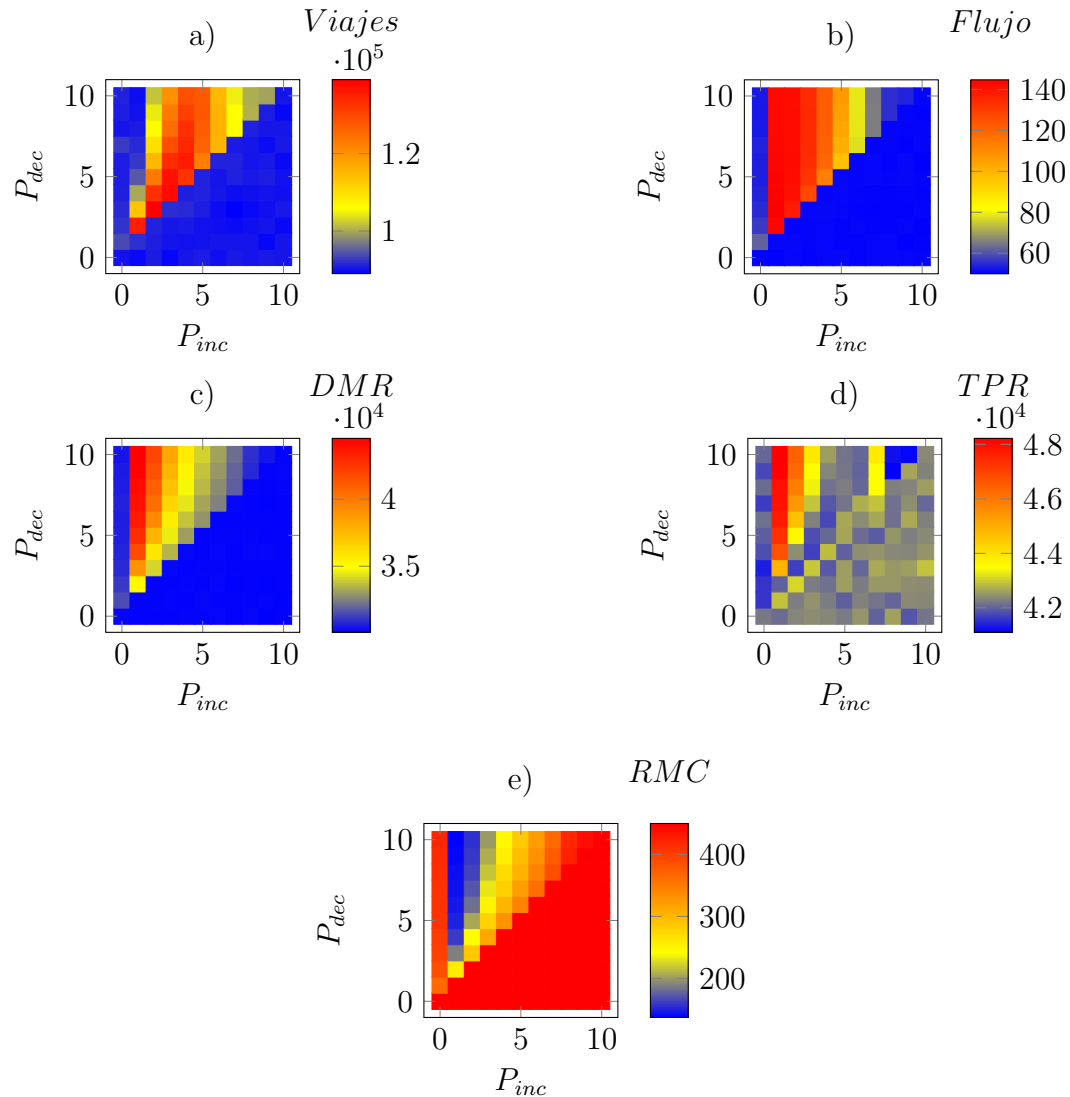 a) Viajes
·10^5
10
5
0
P_dec
0 5 10
P_inc
1.2
1
b) Flujo
10
5
0
P_dec
0 5 10
P_inc
140
120
100
80
60
c) DMR
·10^4
10
5
0
P_dec
0 5 10
P_inc
4
3.5
d) TPR
·10^4
10
5
0
P_dec
0 5 10
P_inc
4.8
4.6
4.4
4.2
e) RMC
10
5
0
P_dec
0 5 10
P_inc
400
300
200